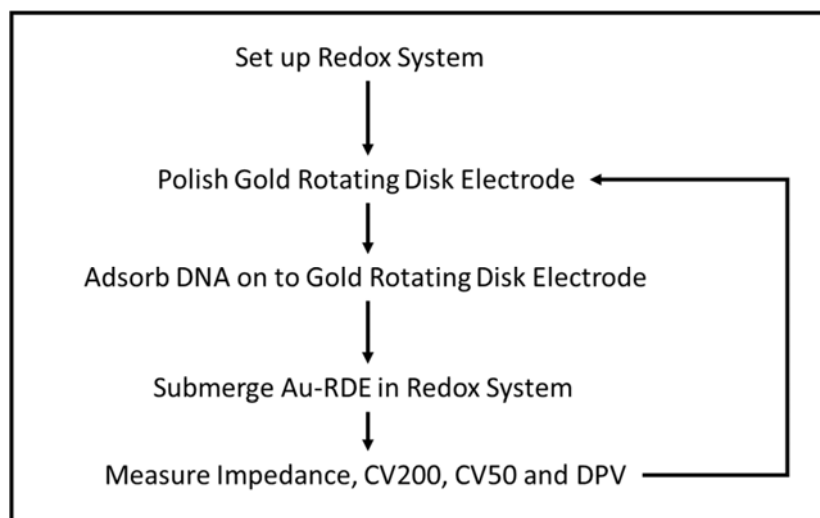 Set up Redox System
Polish Gold Rotating Disk Electrode
Adsorb DNA on to Gold Rotating Disk Electrode
Submerge Au-RDE in Redox System
Measure Impedance, CV200, CV50 and DPV